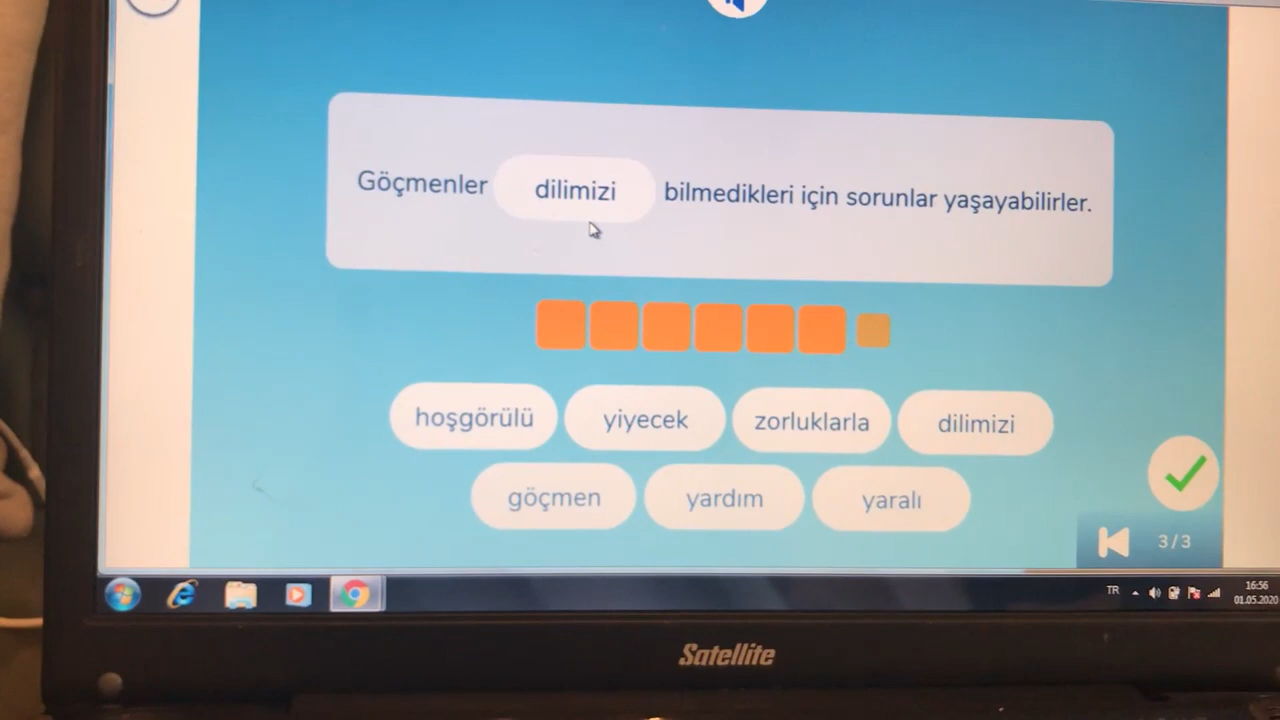 Göçmenler dilimizi bilmedikleri için sorunlar yaşayabilirler.
hoşgörülü yiyecek zorluklarla dilimizi
göçmen yardım yaralı
3/3
TR 16:56
01.05.2020
Satellite